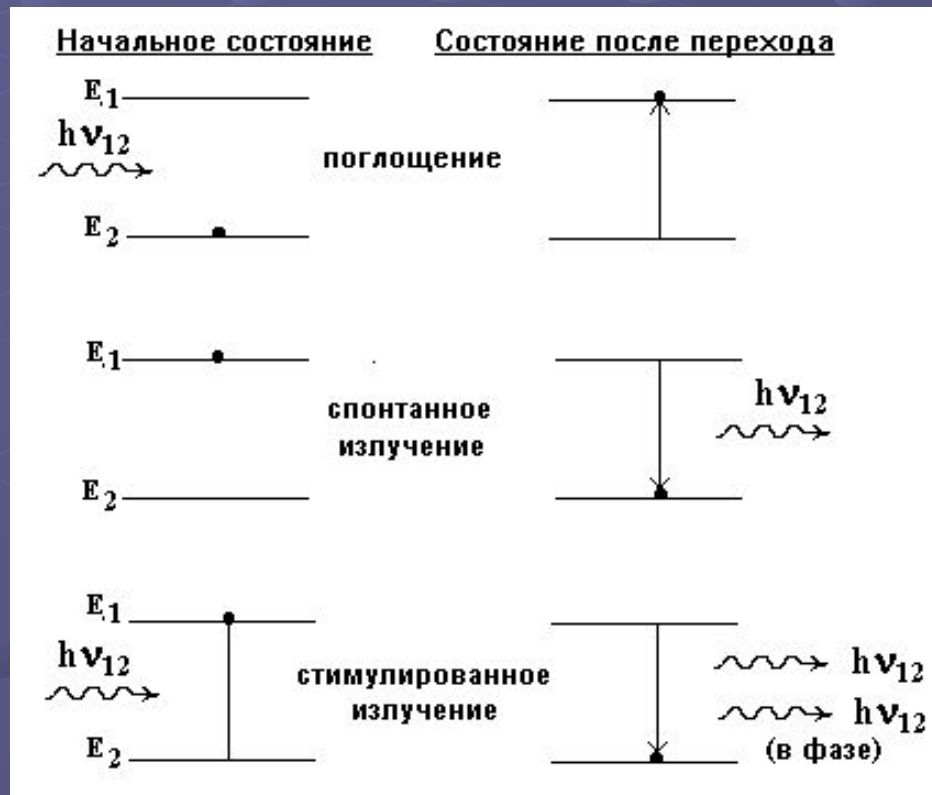 Начальное состояние Состояние после перехода
E1
hν12
поглощение
E2
E1
hν12
спонтанное
излучение
E2
E1
hν12
hν12
стимулированное
излучение
hν12
E2
(в фазе)